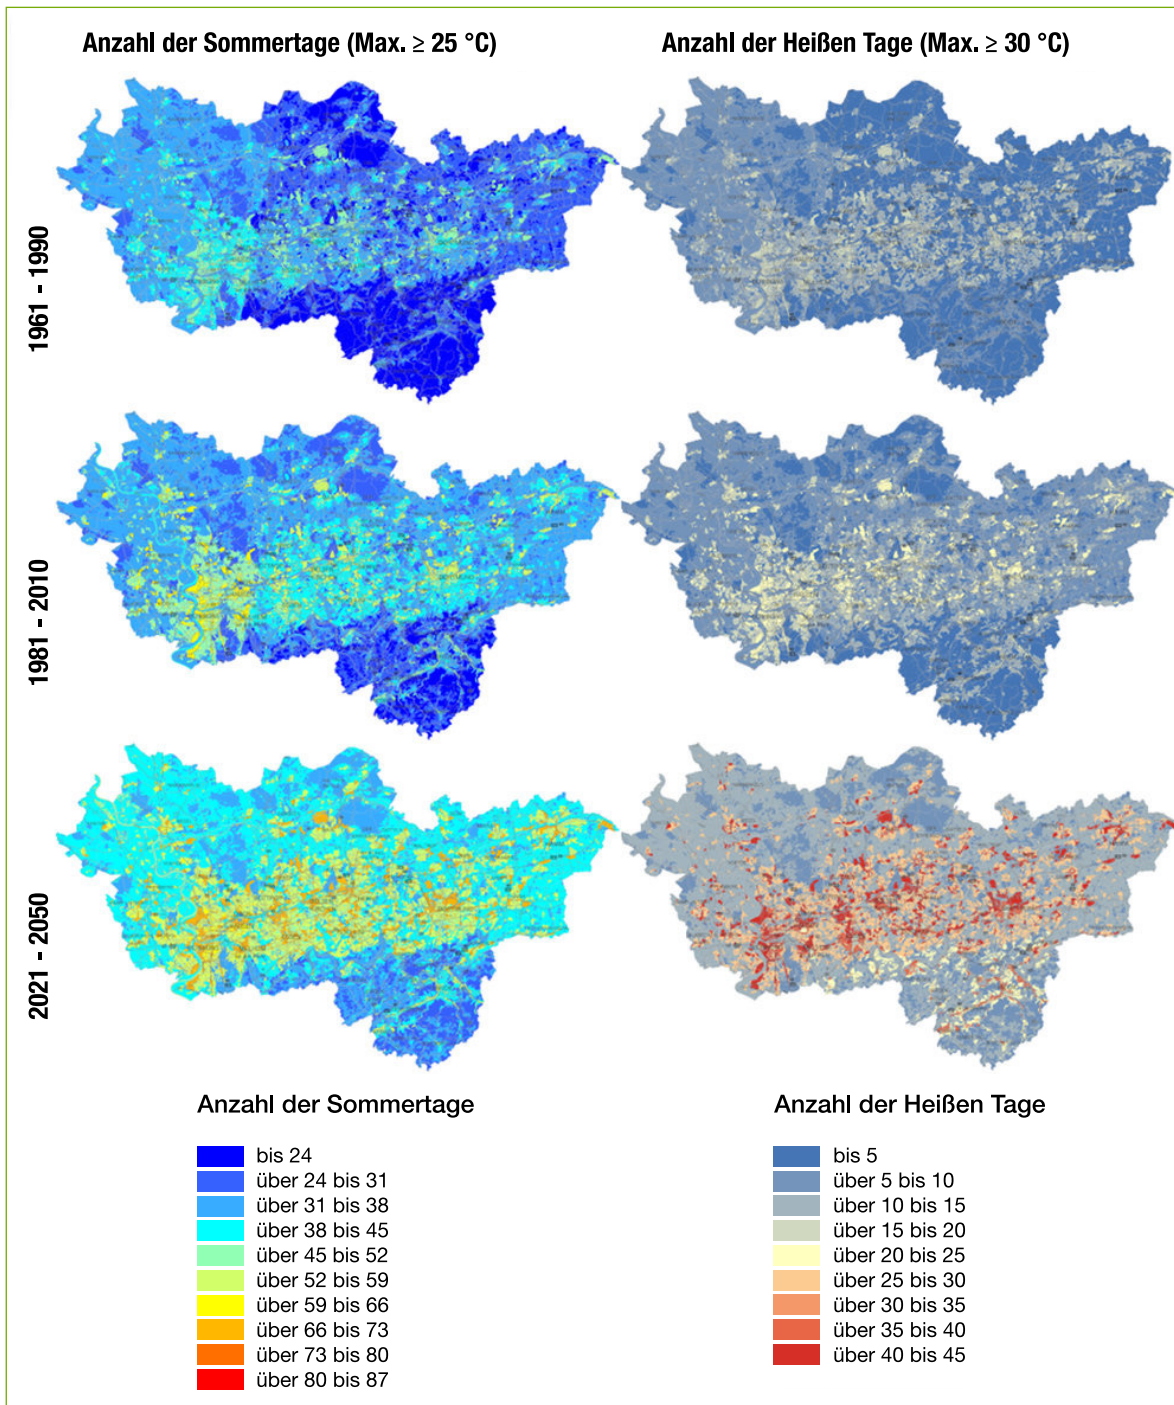 Anzahl der Sommertage (Max. ≥ 25 °C)
Anzahl der Heißen Tage (Max. ≥ 30 °C)
1961 - 1990
1981 - 2010
2021 - 2050
Anzahl der Sommertage
bis 24
über 24 bis 31
über 31 bis 38
über 38 bis 45
über 45 bis 52
über 52 bis 59
über 59 bis 66
über 66 bis 73
über 73 bis 80
über 80 bis 87
Anzahl der Heißen Tage
bis 5
über 5 bis 10
über 10 bis 15
über 15 bis 20
über 20 bis 25
über 25 bis 30
über 30 bis 35
über 35 bis 40
über 40 bis 45